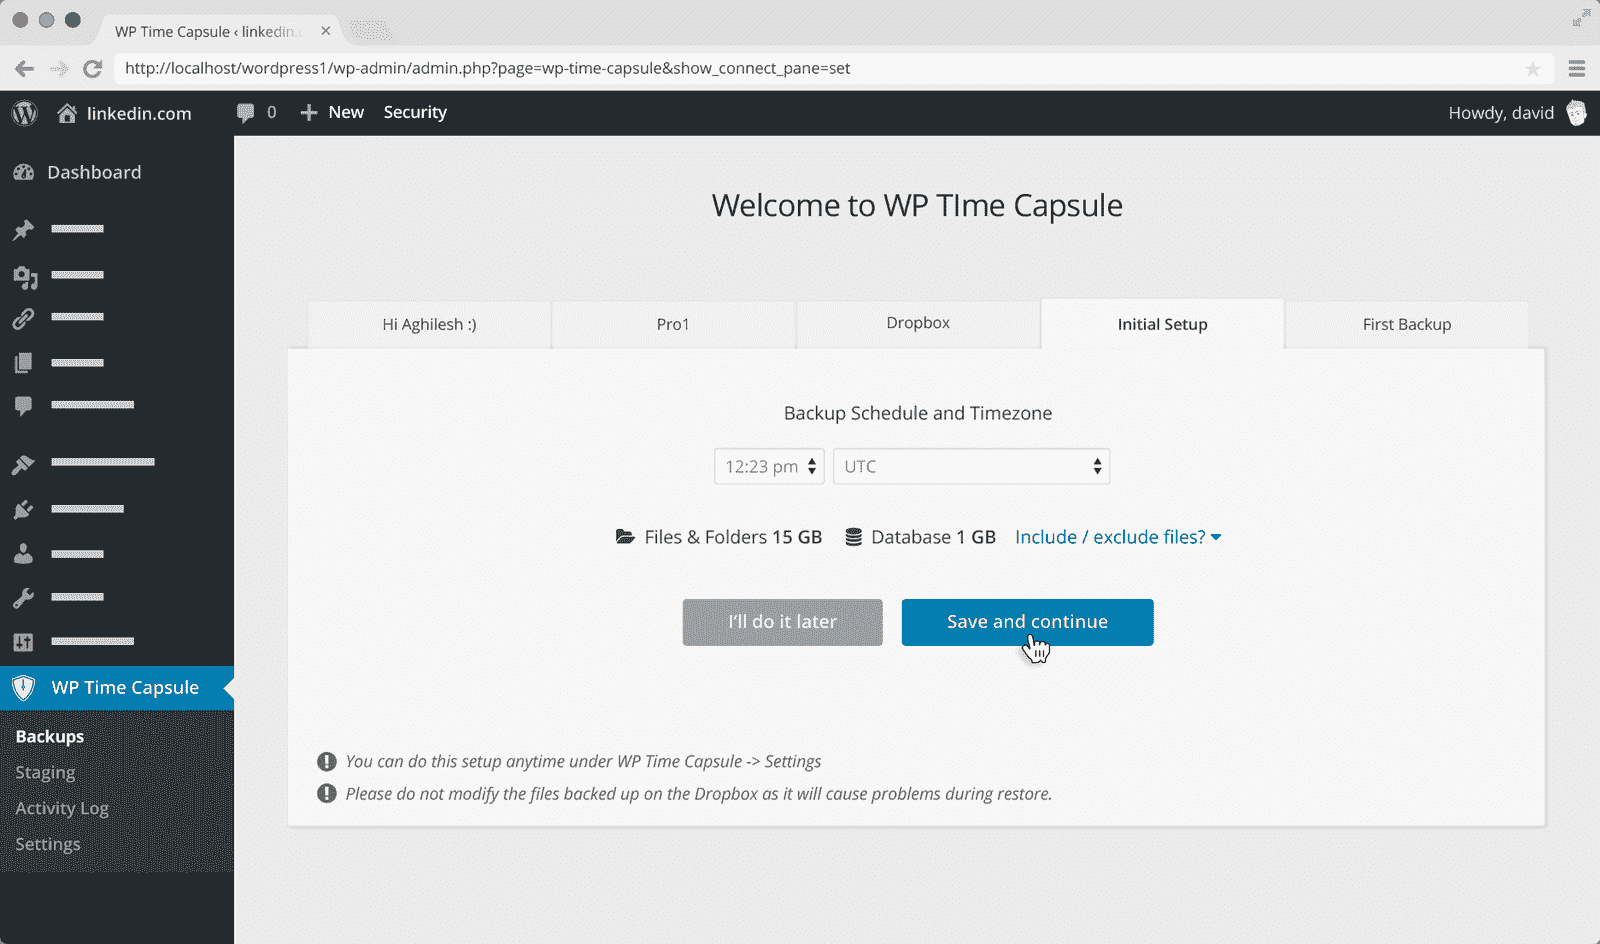 WP Time Capsule ‹ linkedin.
http://localhost/wordpress1/wp-admin/admin.php?page=wp-time-capsule&show_connect_pane=set
linkedin.com 0 New Security Howdy, david
Dashboard
WP Time Capsule
Backups
Staging
Activity Log
Settings
Welcome to WP TIme Capsule
Hi Aghilesh :) Pro1 Dropbox Initial Setup First Backup
Backup Schedule and Timezone
12:23 pm UTC
Files & Folders 15 GB Database 1 GB Include / exclude files?
I'll do it later Save and continue
You can do this setup anytime under WP Time Capsule -> Settings
Please do not modify the files backed up on the Dropbox as it will cause problems during restore.